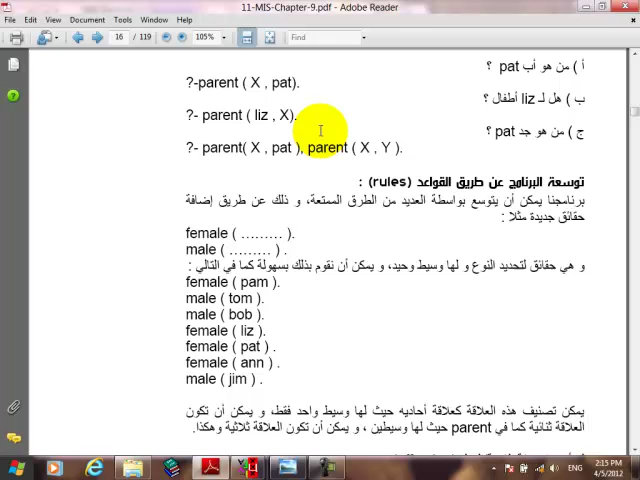 11-MIS-Chapter-9.pdf - Adobe Reader
File Edit View Document Tools Window Help
16 / 119 105% Find
أ ) من هو أب pat ؟
?-parent ( X , pat).
ب ) هل لـ liz أطفال ؟
?- parent ( liz , X).
ج ) من هو جد pat ؟
?- parent( X , pat ), parent ( X , Y ).
توسعة البرنامج عن طريق القواعد (rules) :
برنامجنا يمكن أن يتوسع بواسطة العديد من الطرق الممتعة، و ذلك عن طريق إضافة
حقائق جديدة مثلا :
female ( ……… ).
male ( ……… ) .
و هي حقائق لتحديد النوع و لها وسيط وحيد، و يمكن أن نقوم بذلك بسهولة كما في التالي :
female ( pam ).
male ( tom ).
male ( bob ).
female ( liz ).
female ( pat ) .
female ( ann ) .
male ( jim ) .
يمكن تصنيف هذه العلاقة كعلاقة أحاديه حيث لها وسيط واحد فقط، و يمكن أن تكون
العلاقة ثنائية كما في parent حيث لها وسيطين ، و يمكن أن تكون العلاقة ثلاثية وهكذا.
ENG 2:15 PM
4/5/2012